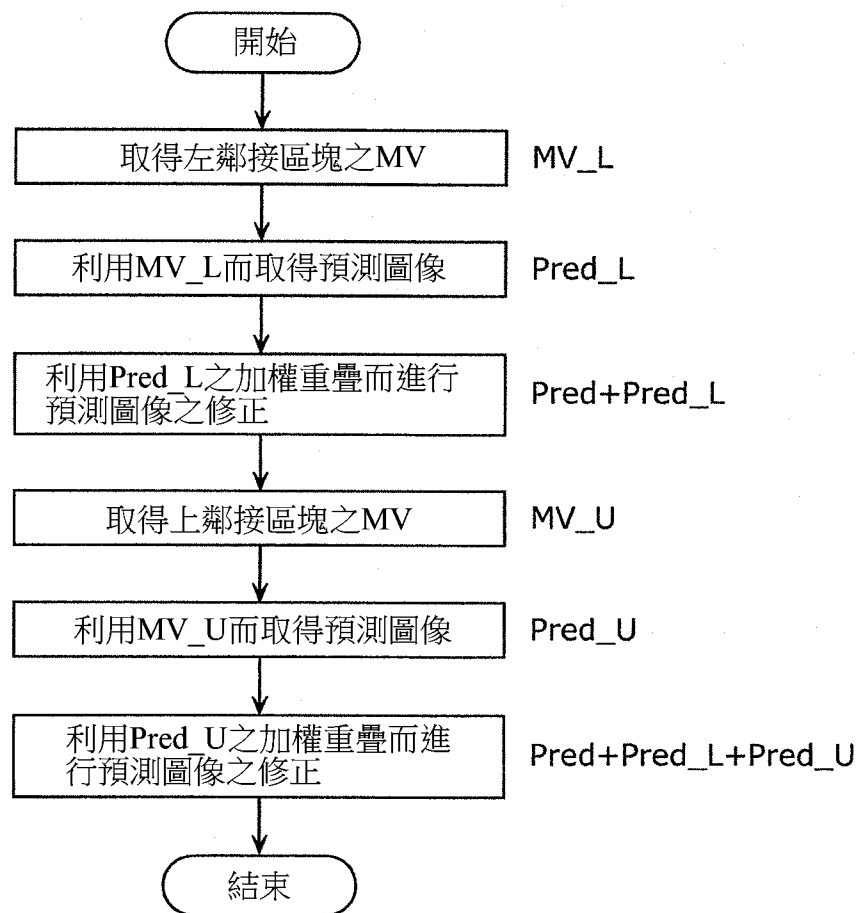 開始
取得左鄰接區塊之MV
MV_L
利用MV_L而取得預測圖像
Pred_L
利用Pred_L之加權重疊而進行
預測圖像之修正
Pred+Pred_L
取得上鄰接區塊之MV
MV_U
利用MV_U而取得預測圖像
Pred_U
利用Pred_U之加權重疊而進
行預測圖像之修正
Pred+Pred_L+Pred_U
結束